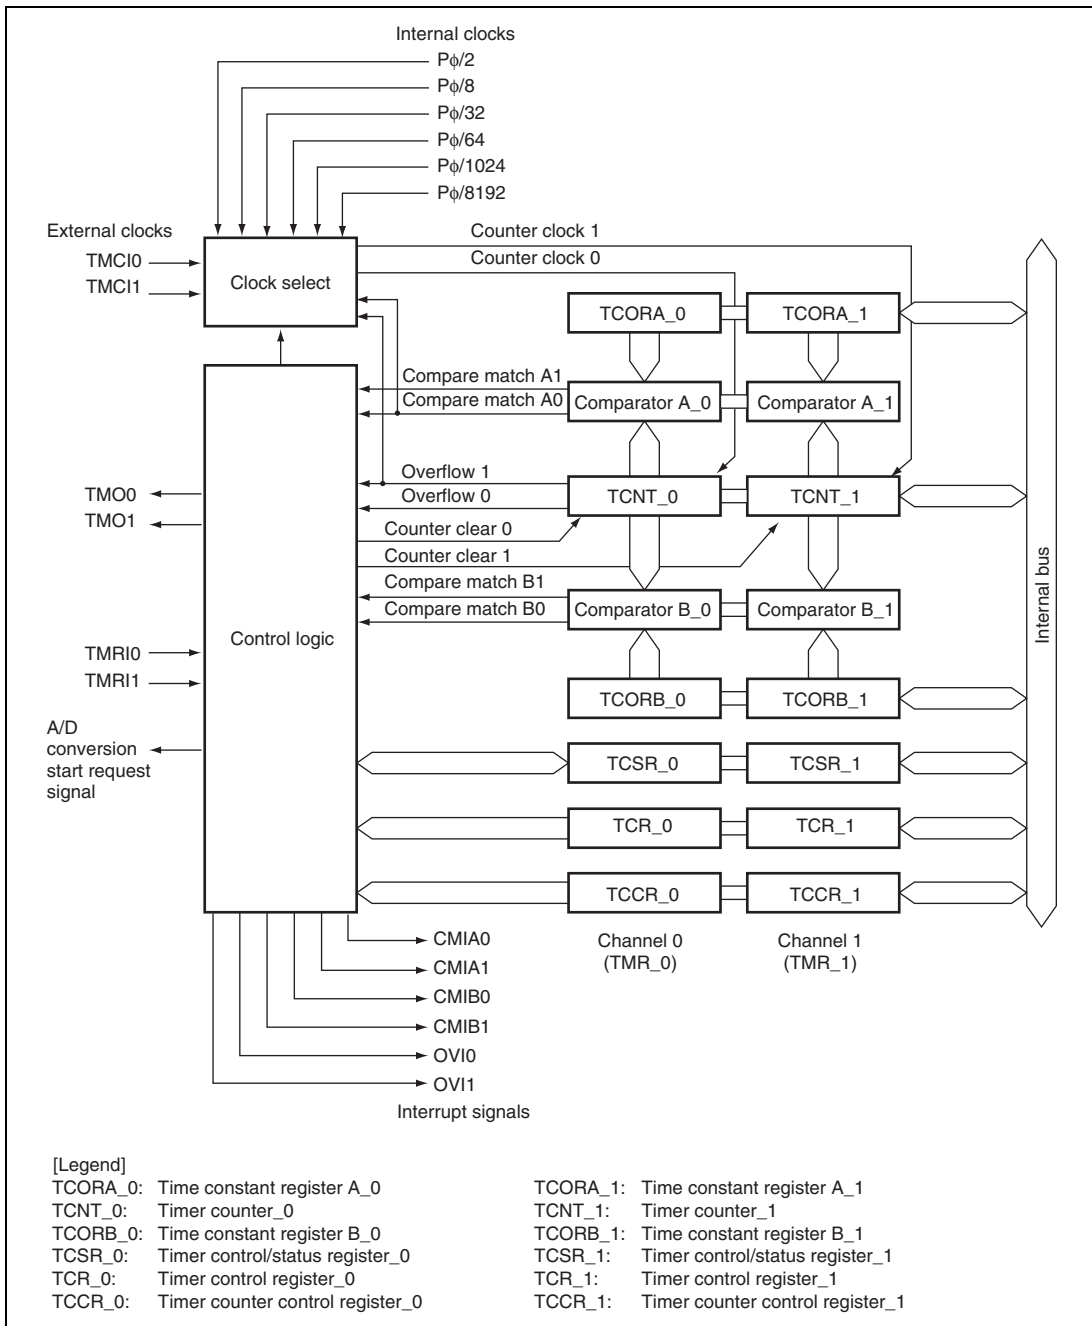 Internal clocks
Pϕ/2
Pϕ/8
Pϕ/32
Pϕ/64
Pϕ/1024
Pϕ/8192
External clocks
TMCI0
TMCI1
Clock select
Counter clock 1
Counter clock 0
TCORA_0
TCORA_1
Compare match A1
Compare match A0
Comparator A_0
Comparator A_1
Overflow 1
Overflow 0
TCNT_0
TCNT_1
TMO0
TMO1
Counter clear 0
Counter clear 1
Compare match B1
Compare match B0
Comparator B_0
Comparator B_1
Internal bus
Control logic
TMRI0
TMRI1
TCORB_0
TCORB_1
A/D
conversion
start request
signal
TCSR_0
TCSR_1
TCR_0
TCR_1
TCCR_0
TCCR_1
Channel 0
(TMR_0)
Channel 1
(TMR_1)
CMIA0
CMIA1
CMIB0
CMIB1
OVI0
OVI1
Interrupt signals
[Legend]
TCORA_0: Time constant register A_0
TCNT_0: Timer counter_0
TCORB_0: Time constant register B_0
TCSR_0: Timer control/status register_0
TCR_0: Timer control register_0
TCCR_0: Timer counter control register_0
TCORA_1: Time constant register A_1
TCNT_1: Timer counter_1
TCORB_1: Time constant register B_1
TCSR_1: Timer control/status register_1
TCR_1: Timer control register_1
TCCR_1: Timer counter control register_1